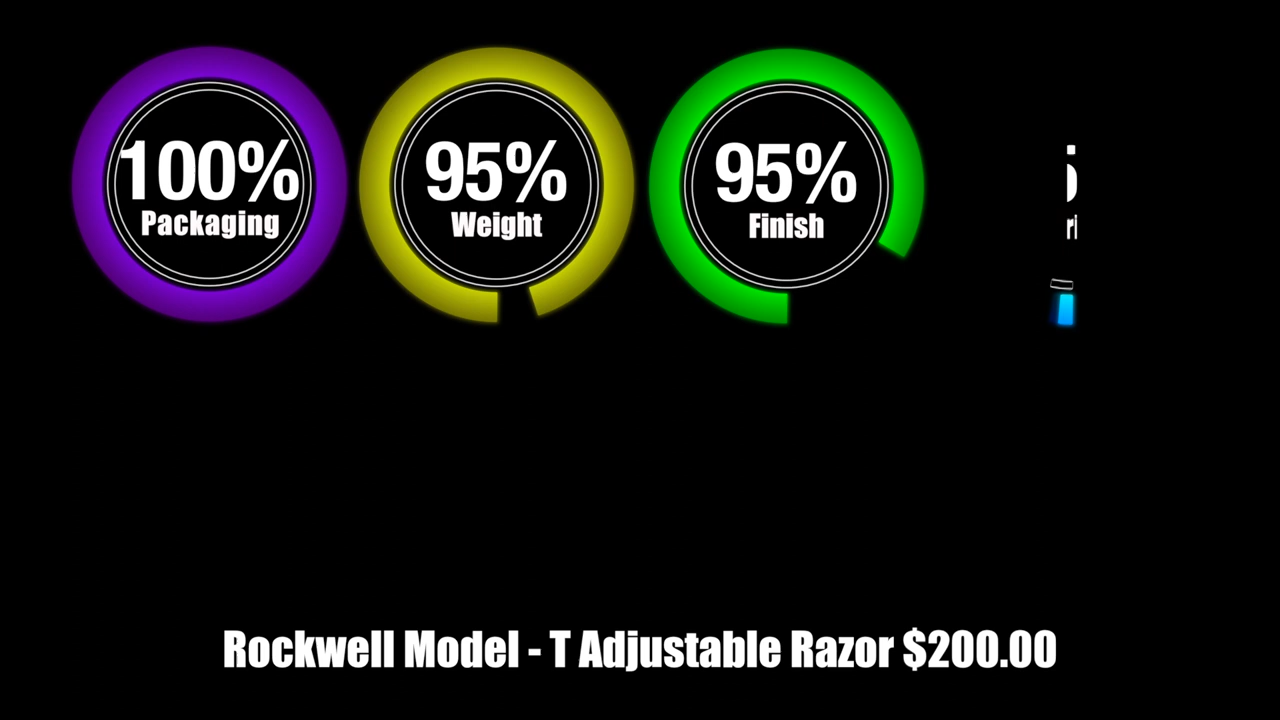 100%
Packaging
95%
Weight
95%
Finish
Rockwell Model - T Adjustable Razor $200.00